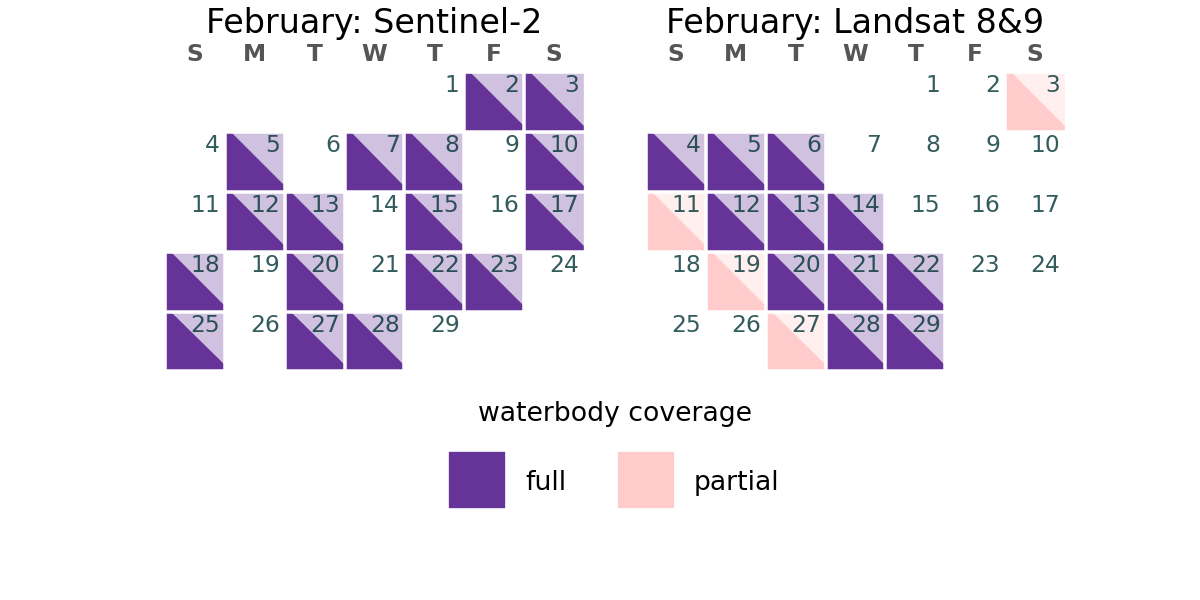 February: Sentinel-2
S M T W T F S
1 2 3
4 5 6 7 8 9 10
11 12 13 14 15 16 17
18 19 20 21 22 23 24
25 26 27 28 29
February: Landsat 8&9
S M T W T F S
1 2 3
4 5 6 7 8 9 10
11 12 13 14 15 16 17
18 19 20 21 22 23 24
25 26 27 28 29
waterbody coverage
full
partial